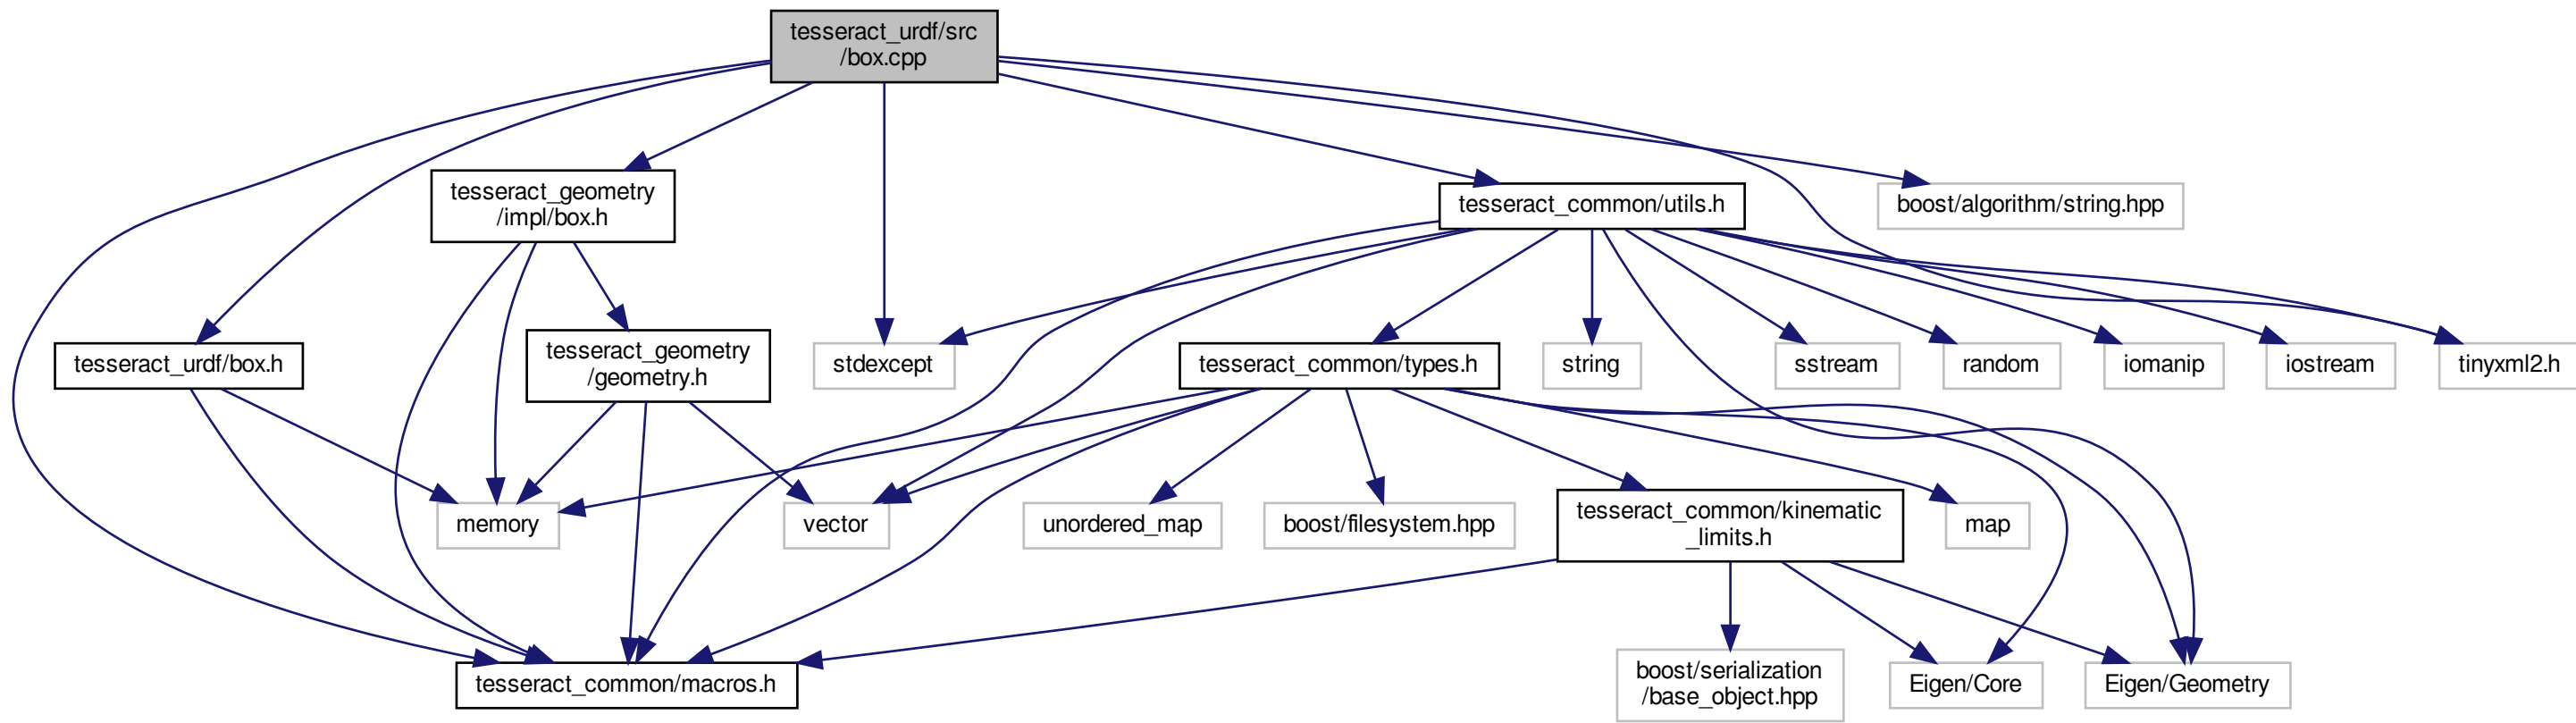 tesseract_urdf/src
/box.cpp
tesseract_geometry
/impl/box.h
tesseract_common/utils.h
boost/algorithm/string.hpp
tesseract_urdf/box.h
tesseract_geometry
/geometry.h
stdexcept
tesseract_common/types.h
string
sstream
random
iomanip
iostream
tinyxml2.h
memory
vector
unordered_map
boost/filesystem.hpp
tesseract_common/kinematic
_limits.h
map
tesseract_common/macros.h
boost/serialization
/base_object.hpp
Eigen/Core
Eigen/Geometry